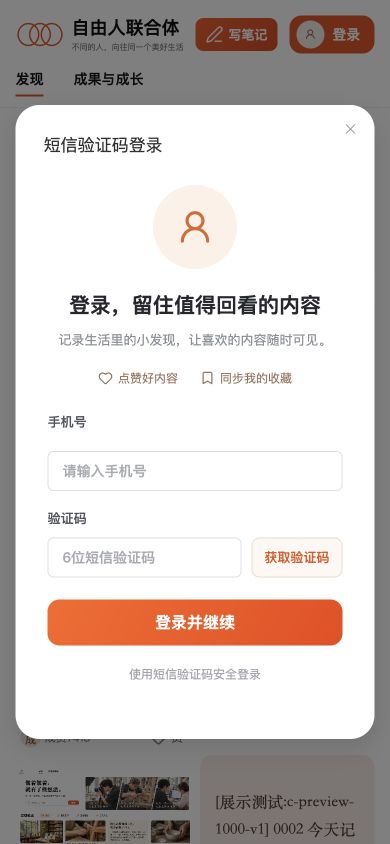 自由人联合体
不同的人，向往同一个美好生活
写笔记
登录
发现
成果与成长
短信验证码登录
登录，留住值得回看的内容
记录生活里的小发现，让喜欢的内容随时可见。
点赞好内容
同步我的收藏
手机号
请输入手机号
验证码
6位短信验证码
获取验证码
登录并继续
使用短信验证码安全登录
[展示测试:c-preview-
1000-v1] 0002 今天记